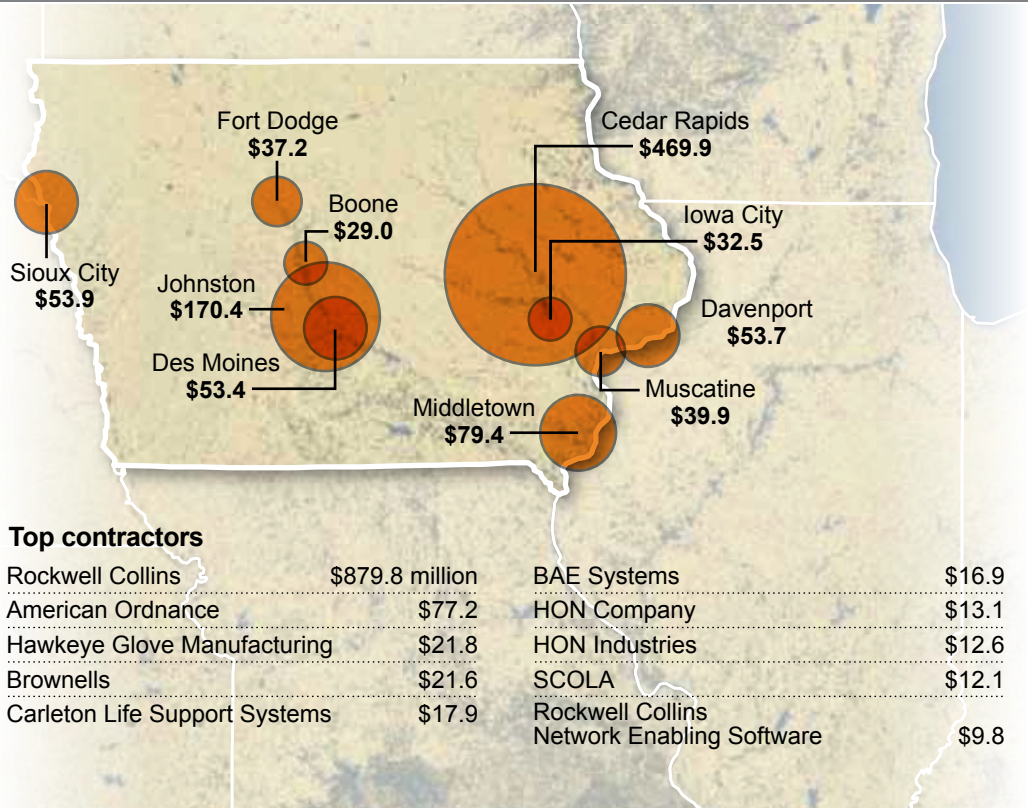 Fort Dodge
$37.2
Cedar Rapids
$469.9
Boone
$29.0
Iowa City
$32.5
Sioux City
$53.9
Johnston
$170.4
Davenport
$53.7
Des Moines
$53.4
Muscatine
$39.9
Middletown
$79.4
Top contractors
Rockwell Collins $879.8 million
American Ordnance $77.2
Hawkeye Glove Manufacturing $21.8
Brownells $21.6
Carleton Life Support Systems $17.9
BAE Systems $16.9
HON Company $13.1
HON Industries $12.6
SCOLA $12.1
Rockwell Collins
Network Enabling Software $9.8